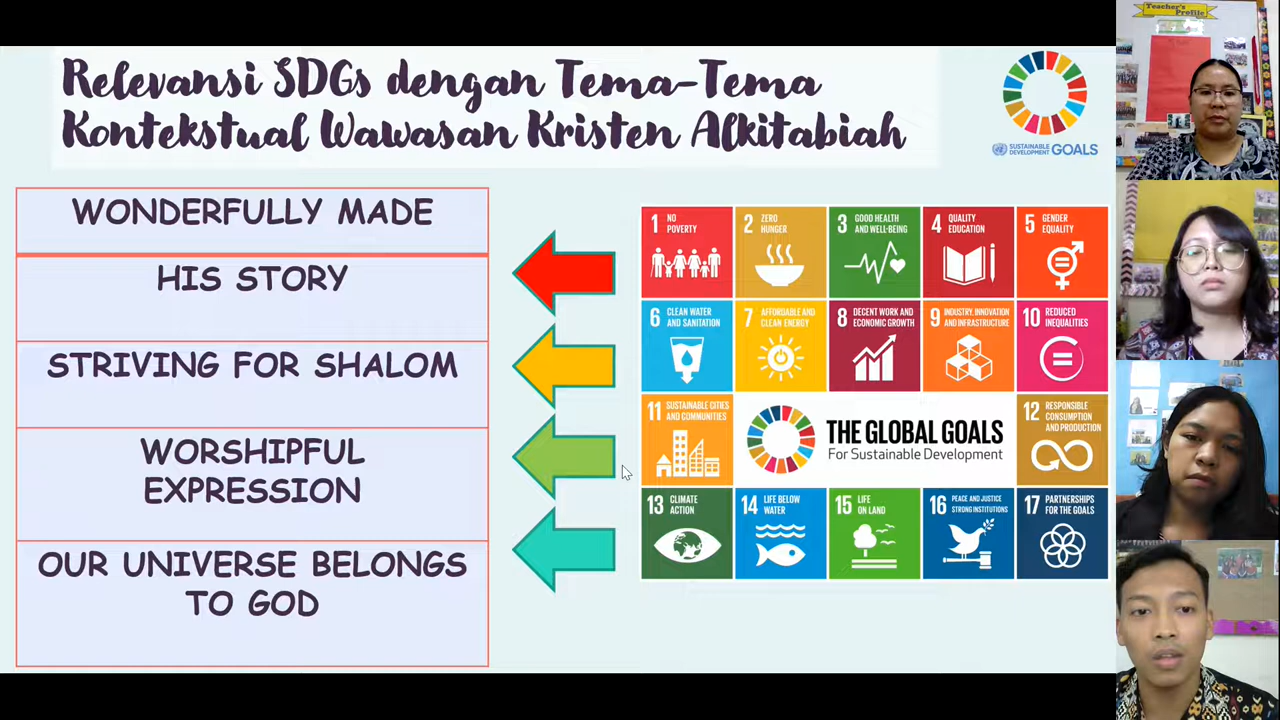 Relevansi SDGs dengan Tema-Tema
Kontekstual Wawasan Kristen Alkitabiah
SUSTAINABLE
DEVELOPMENT GOALS
WONDERFULLY MADE
HIS STORY
STRIVING FOR SHALOM
WORSHIPFUL
EXPRESSION
OUR UNIVERSE BELONGS
TO GOD
1 NO
POVERTY
2 ZERO
HUNGER
3 GOOD HEALTH
AND WELL-BEING
4 QUALITY
EDUCATION
5 GENDER
EQUALITY
6 CLEAN WATER
AND SANITATION
7 AFFORDABLE AND
CLEAN ENERGY
8 DECENT WORK AND
ECONOMIC GROWTH
9 INDUSTRY, INNOVATION
AND INFRASTRUCTURE
10 REDUCED
INEQUALITIES
11 SUSTAINABLE CITIES
AND COMMUNITIES
THE GLOBAL GOALS
For Sustainable Development
12 RESPONSIBLE
CONSUMPTION
AND PRODUCTION
13 CLIMATE
ACTION
14 LIFE BELOW
WATER
15 LIFE
ON LAND
16 PEACE AND JUSTICE
STRONG INSTITUTIONS
17 PARTNERSHIPS
FOR THE GOALS
Teacher's
Profile